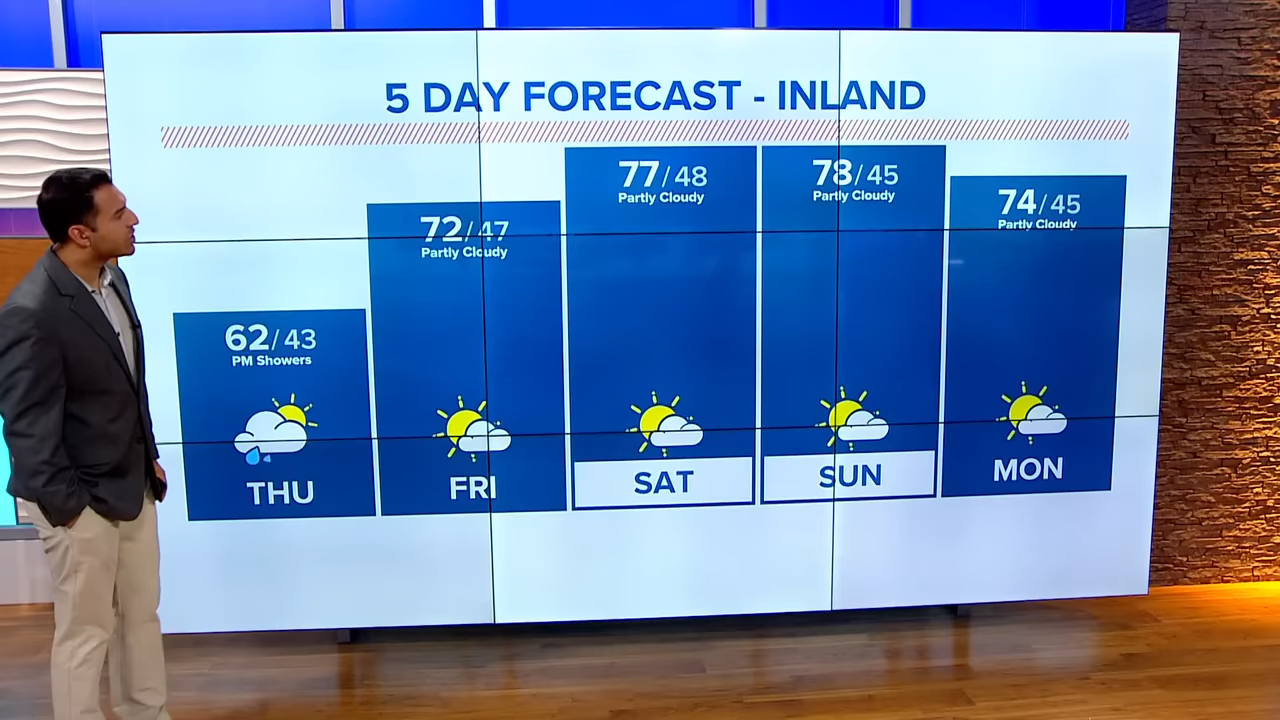 5 DAY FORECAST - INLAND
62/43
PM Showers
THU
72/47
Partly Cloudy
FRI
77/48
Partly Cloudy
SAT
78/45
Partly Cloudy
SUN
74/45
Partly Cloudy
MON